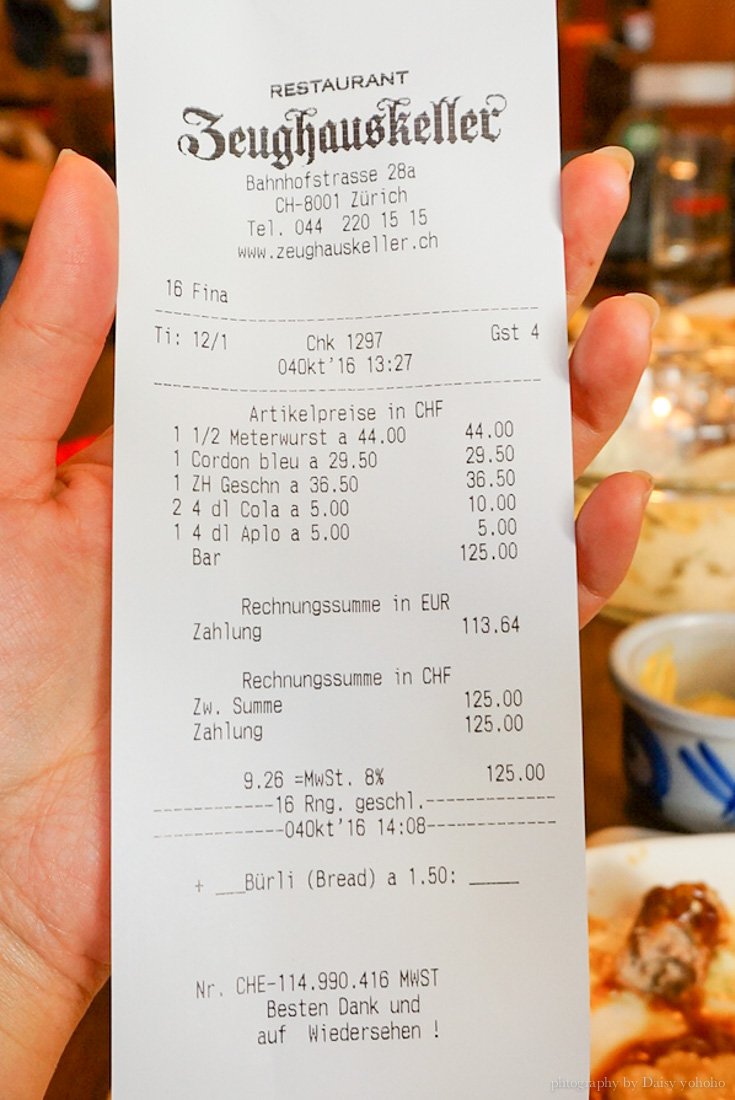 RESTAURANT
Zeughauskeller
Bahnhofstrasse 28a
CH-8001 Zürich
Tel. 044 220 15 15
www.zeughauskeller.ch
16 Fina
Ti: 12/1 Chk 1297 Gst 4
04Okt'16 13:27
Artikelpreise in CHF
1 1/2 Meterwurst a 44.00 44.00
1 Cordon bleu a 29.50 29.50
1 ZH Geschn a 36.50 36.50
2 4 dl Cola a 5.00 10.00
1 4 dl Aplo a 5.00 5.00
Bar 125.00
Rechnungssumme in EUR
Zahlung 113.64
Rechnungssumme in CHF
Zw. Summe 125.00
Zahlung 125.00
9.26 =MwSt. 8% 125.00
------------16 Rng. geschl.-------------
-------------04Okt'16 14:08-------------
+ ___Bürli (Bread) a 1.50: _____
Nr. CHE-114.990.416 MWST
Besten Dank und
auf Wiedersehen !
photography by Daisy yohoho